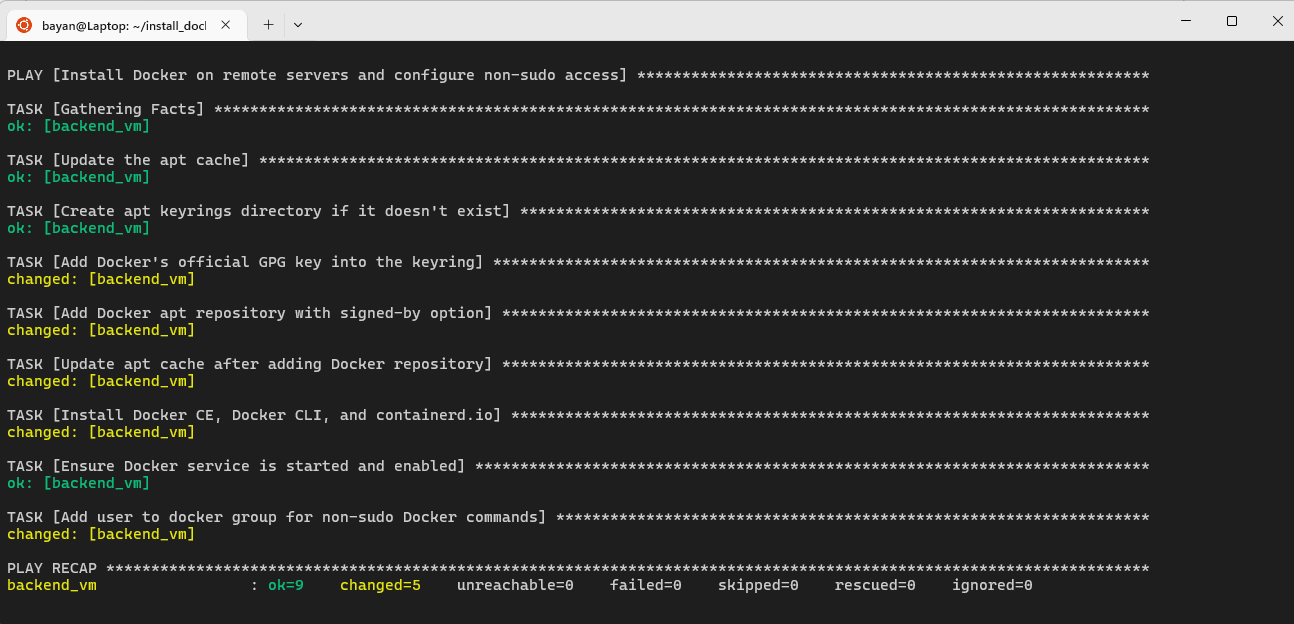 bayan@Laptop: ~/install_docl
PLAY [Install Docker on remote servers and configure non-sudo access] *********************************************************
TASK [Gathering Facts] ********************************************************************************************************
ok: [backend_vm]
TASK [Update the apt cache] ***************************************************************************************************
ok: [backend_vm]
TASK [Create apt keyrings directory if it doesn't exist] **********************************************************************
ok: [backend_vm]
TASK [Add Docker's official GPG key into the keyring] *************************************************************************
changed: [backend_vm]
TASK [Add Docker apt repository with signed-by option] ************************************************************************
changed: [backend_vm]
TASK [Update apt cache after adding Docker repository] ************************************************************************
changed: [backend_vm]
TASK [Install Docker CE, Docker CLI, and containerd.io] ***********************************************************************
changed: [backend_vm]
TASK [Ensure Docker service is started and enabled] ***************************************************************************
ok: [backend_vm]
TASK [Add user to docker group for non-sudo Docker commands] ******************************************************************
changed: [backend_vm]
PLAY RECAP ********************************************************************************************************************
backend_vm                 : ok=9    changed=5    unreachable=0    failed=0    skipped=0    rescued=0    ignored=0